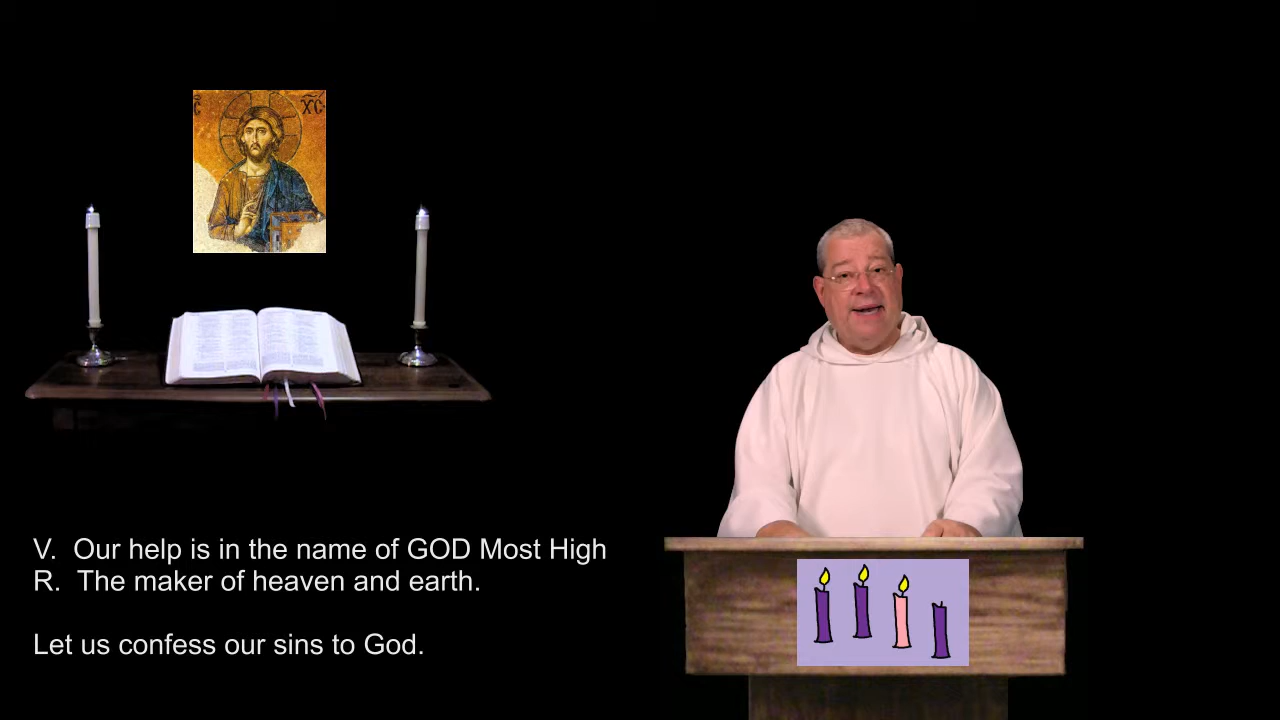 ΧC
V. Our help is in the name of GOD Most High
R. The maker of heaven and earth.
Let us confess our sins to God.